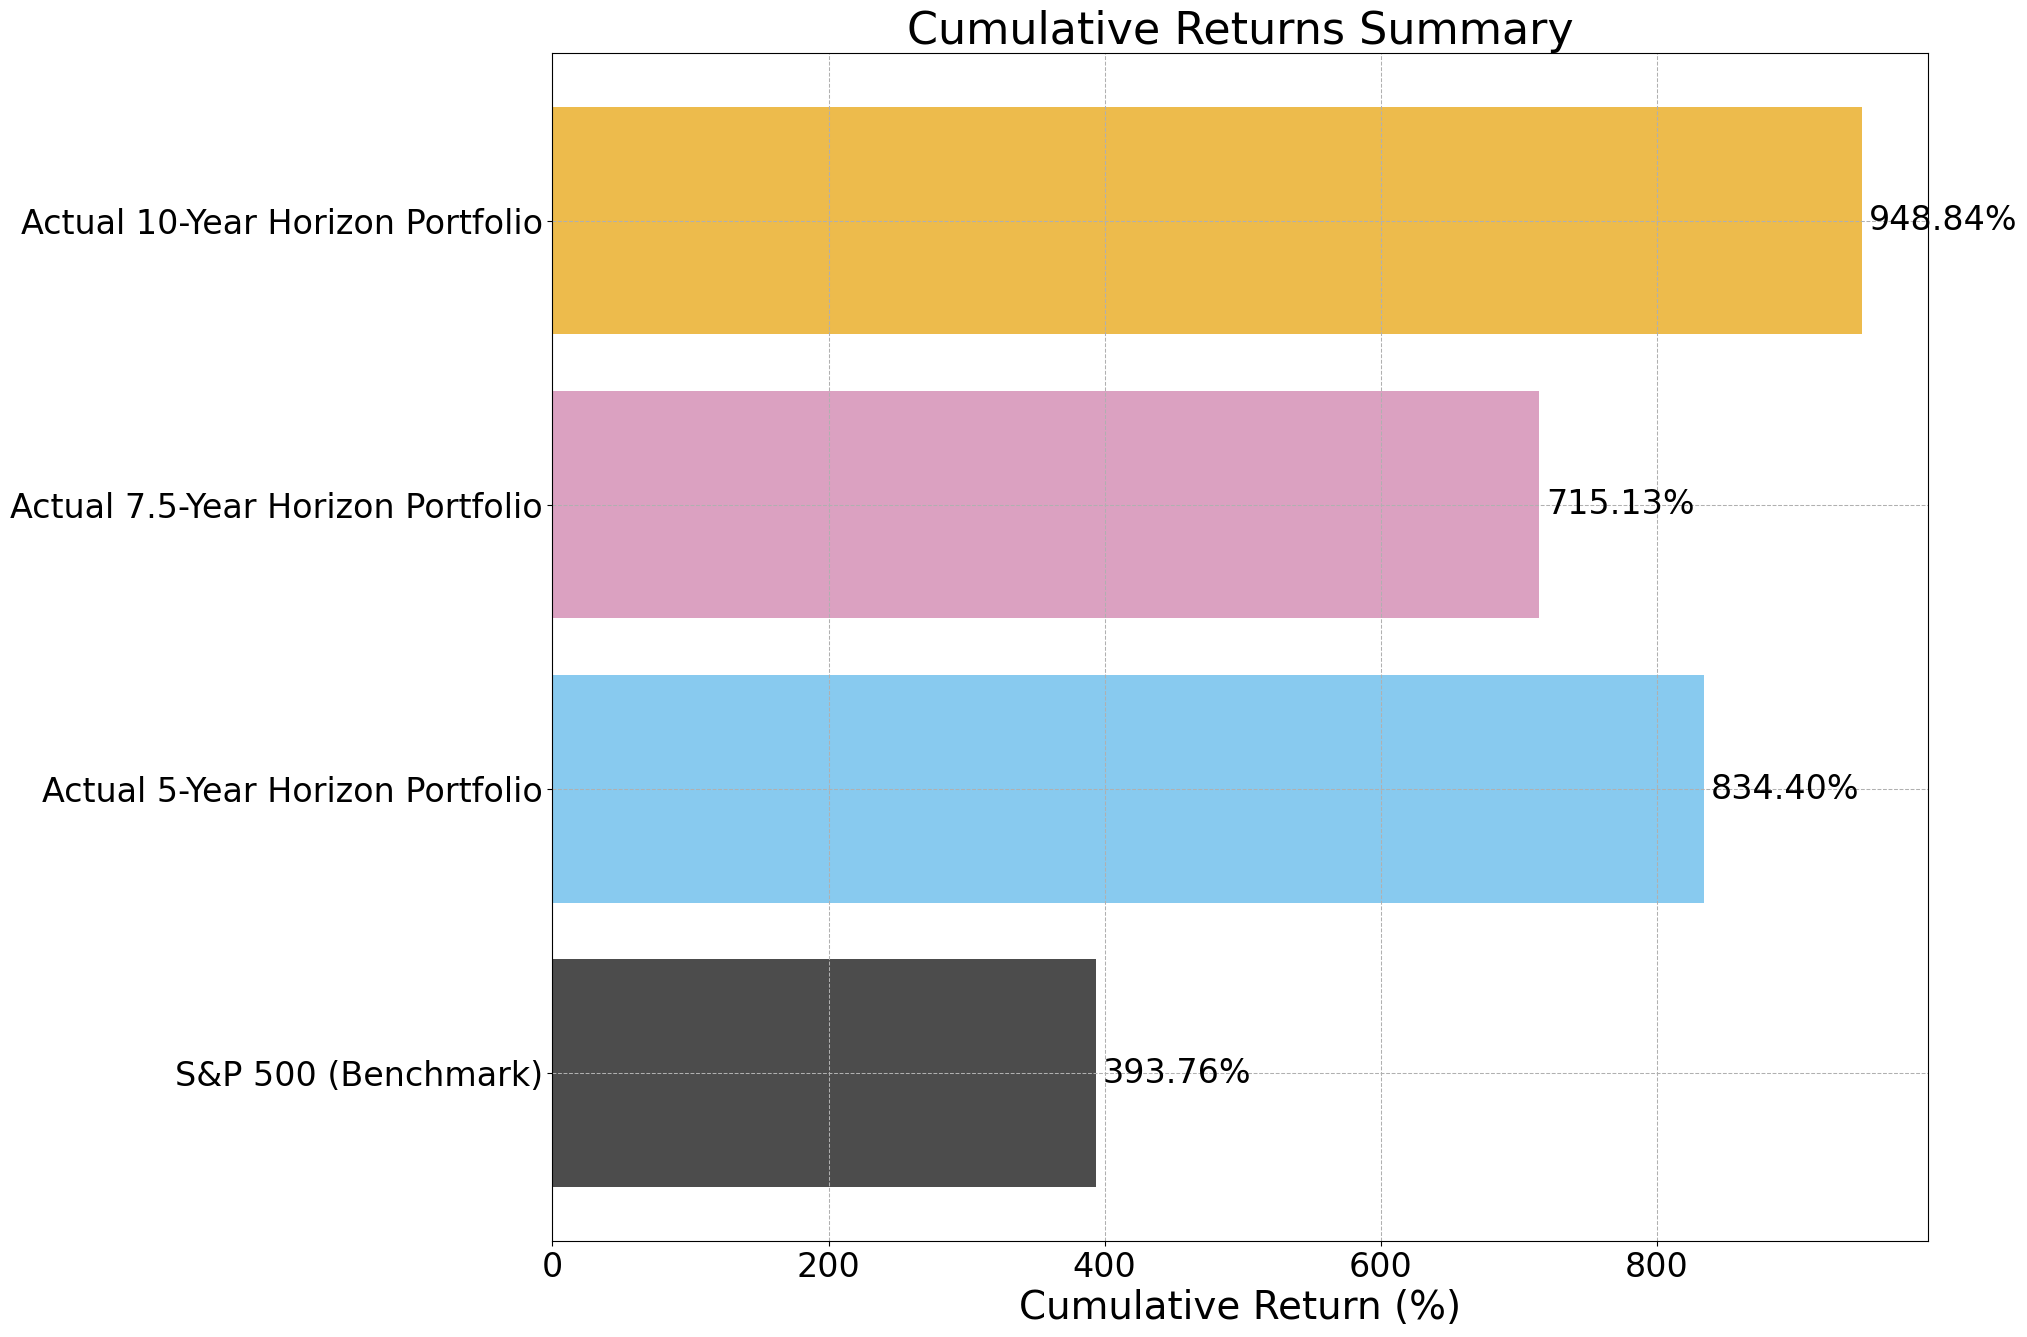 Cumulative Returns Summary
Actual 10-Year Horizon Portfolio
948.84%
Actual 7.5-Year Horizon Portfolio
715.13%
Actual 5-Year Horizon Portfolio
834.40%
S&P 500 (Benchmark)
393.76%
0 200 400 600 800
Cumulative Return (%)